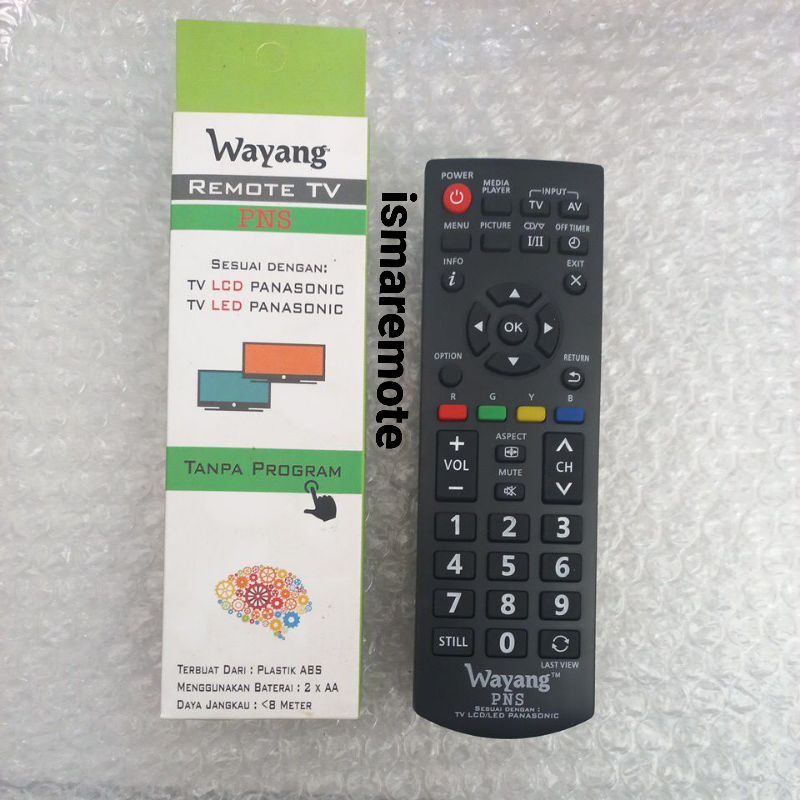 Wayang™
REMOTE TV
PNS
SESUAI DENGAN:
TV LCD PANASONIC
TV LED PANASONIC
TANPA PROGRAM
TERBUAT DARI : PLASTIK ABS
MENGGUNAKAN BATERAI : 2 X AA
DAYA JANGKAU : <8 METER
ismaremote
POWER
MEDIA
PLAYER
INPUT
TV AV
MENU PICTURE OFF TIMER
I/II
INFO EXIT
i
OK
OPTION RETURN
R G Y B
ASPECT
+
VOL
−
MUTE
CH
1 2 3
4 5 6
7 8 9
STILL 0
LAST VIEW
Wayang™
PNS
SESUAI DENGAN :
TV LCD/LED PANASONIC